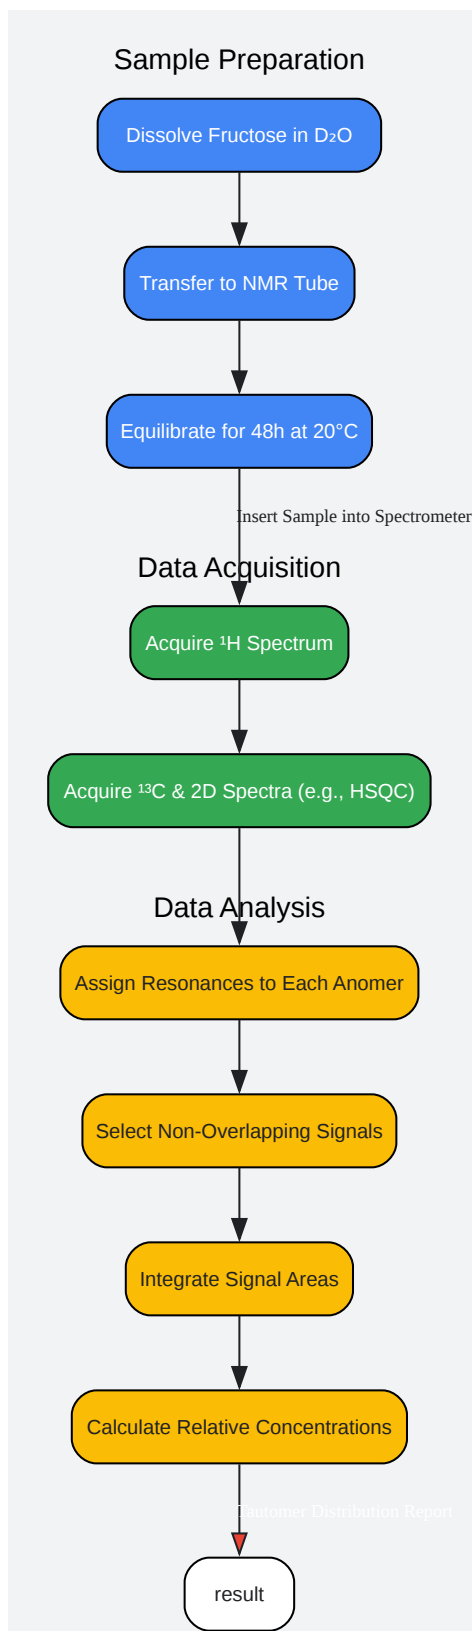 Sample Preparation
Dissolve Fructose in D₂O
Transfer to NMR Tube
Equilibrate for 48h at 20°C
Insert Sample into Spectrometer
Data Acquisition
Acquire ¹H Spectrum
Acquire ¹³C & 2D Spectra (e.g., HSQC)
Data Analysis
Assign Resonances to Each Anomer
Select Non-Overlapping Signals
Integrate Signal Areas
Calculate Relative Concentrations
Tautomer Distribution Report
result